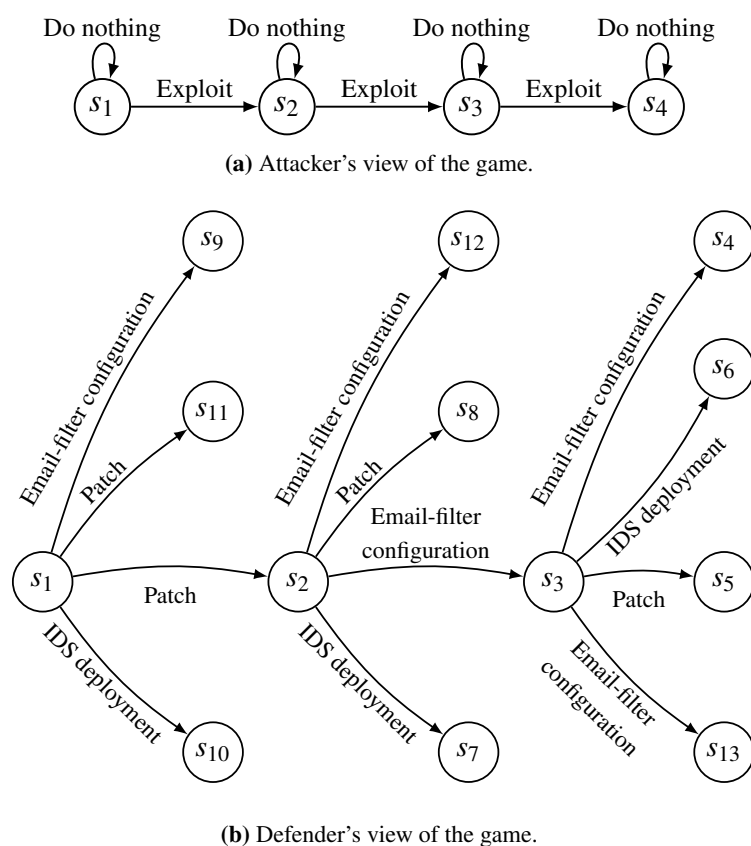 Do nothing Do nothing Do nothing Do nothing
s1 Exploit s2 Exploit s3 Exploit s4
(a) Attacker's view of the game.
s9 s12 s4
Email-filter configuration Email-filter configuration Email-filter configuration
s6
s11 s8
Patch Patch IDS deployment
Email-filter
configuration
s1 s2 s3 s5
Patch Patch
IDS deployment IDS deployment Email-filter
configuration
s10 s7 s13
(b) Defender's view of the game.